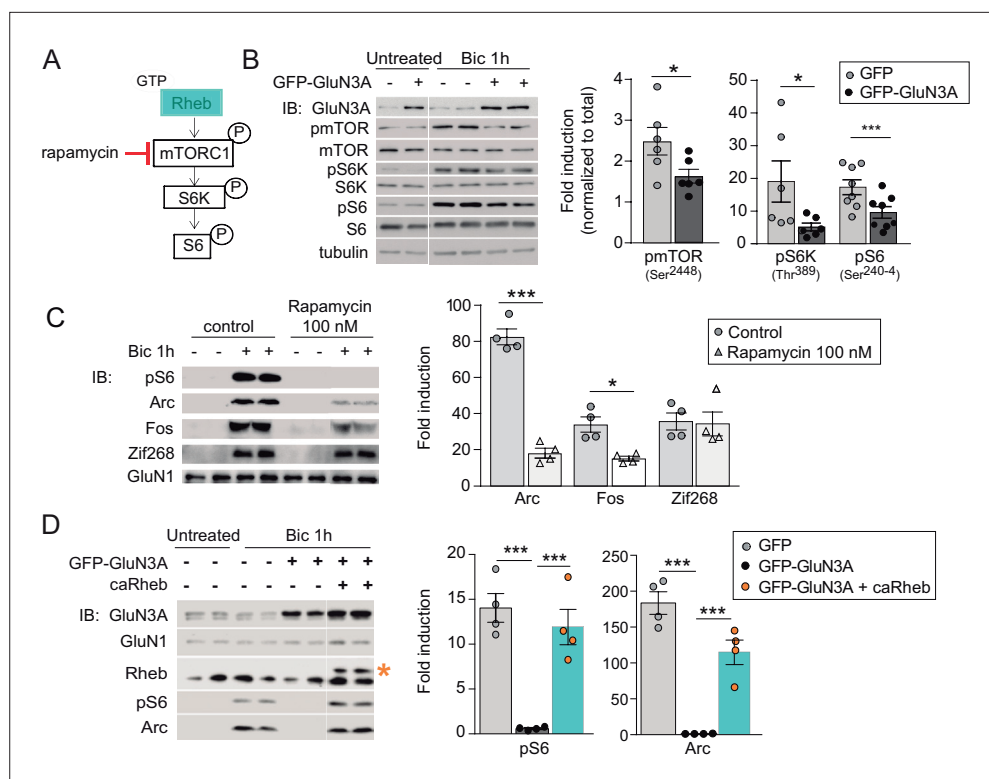 A
GTP
Rheb
P
rapamycin
mTORC1
P
S6K
P
S6
B
Untreated Bic 1h
GFP-GluN3A - + - - + +
IB: GluN3A
pmTOR
mTOR
pS6K
S6K
pS6
S6
tubulin
Fold induction
(normalized to total)
6
4
2
0
*
pmTOR
(Ser2448)
60
40
20
10
0
*
***
pS6K
(Thr389)
pS6
(Ser240-4)
GFP
GFP-GluN3A
C
control
Rapamycin
100 nM
Bic 1h - - + + - - + +
IB: pS6
Arc
Fos
Zif268
GluN1
Fold induction
100
80
60
40
20
0
***
*
Arc Fos Zif268
Control
Rapamycin 100 nM
D
Untreated Bic 1h
GFP-GluN3A - - - - + + + +
caRheb - - - - - - + +
IB: GluN3A
GluN1
Rheb *
pS6
Arc
Fold induction
20
15
10
5
0
*** ***
pS6
250
200
150
100
50
0
***
***
Arc
GFP
GFP-GluN3A
GFP-GluN3A + caRheb